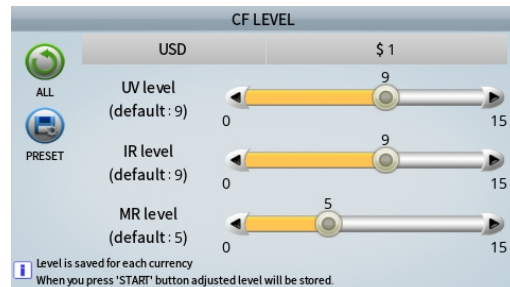 CF LEVEL
USD $ 1
ALL
UV level
(default : 9)
9
0 15
PRESET
IR level
(default : 9)
9
0 15
MR level
(default : 5)
5
0 15
i Level is saved for each currency
When you press 'START' button adjusted level will be stored.